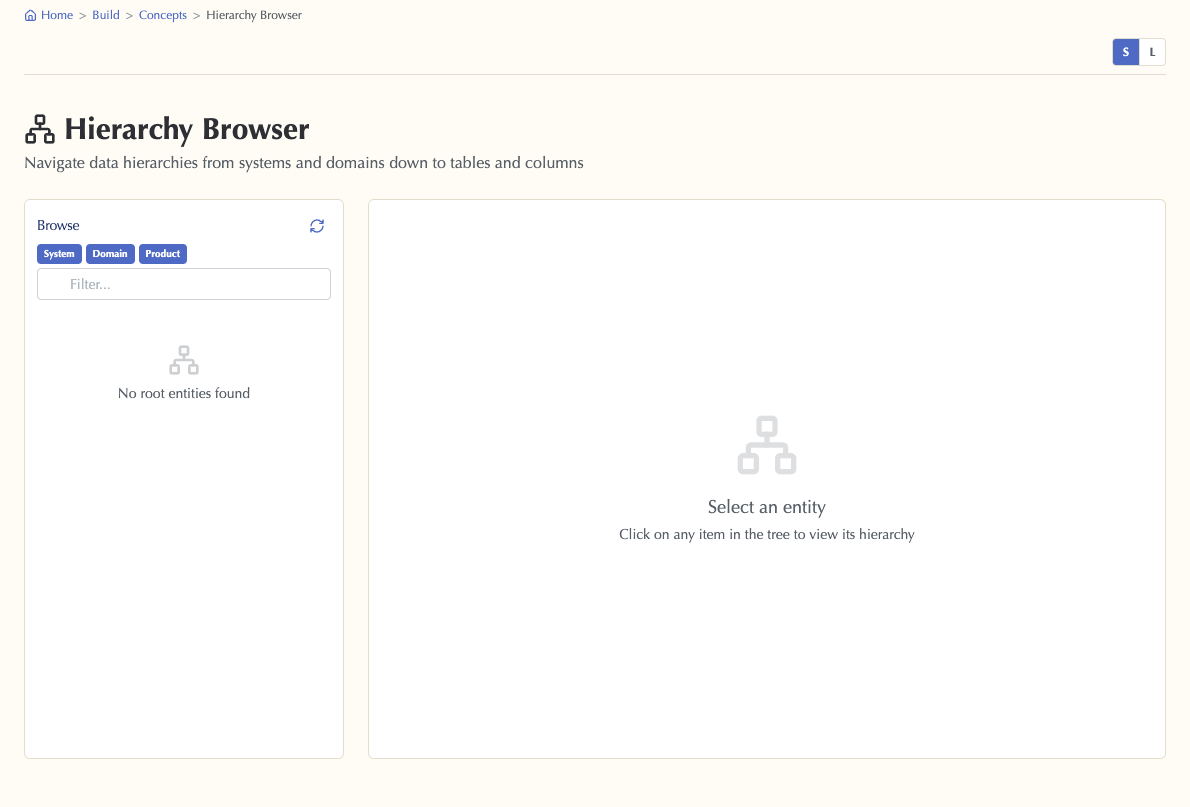 Home > Build > Concepts > Hierarchy Browser
S L
Hierarchy Browser
Navigate data hierarchies from systems and domains down to tables and columns
Browse
System Domain Product
Filter...
No root entities found
Select an entity
Click on any item in the tree to view its hierarchy